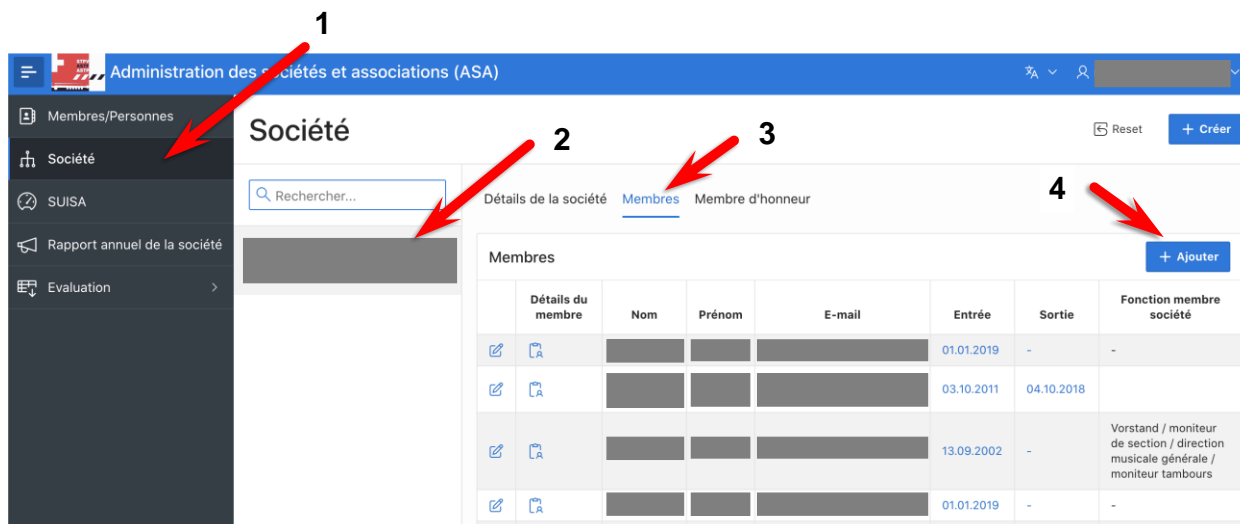 1
Administration des sociétés et associations (ASA)
Membres/Personnes
Société
SUISA
Rapport annuel de la société
Evaluation
Société
Reset
+ Créer
2
3
4
Rechercher...
Détails de la société Membres Membre d'honneur
Membres
+ Ajouter
Détails du membre Nom Prénom E-mail Entrée Sortie Fonction membre société
01.01.2019 - -
03.10.2011 04.10.2018
13.09.2002 - Vorstand / moniteur
de section / direction
musicale générale /
moniteur tambours
01.01.2019 - -